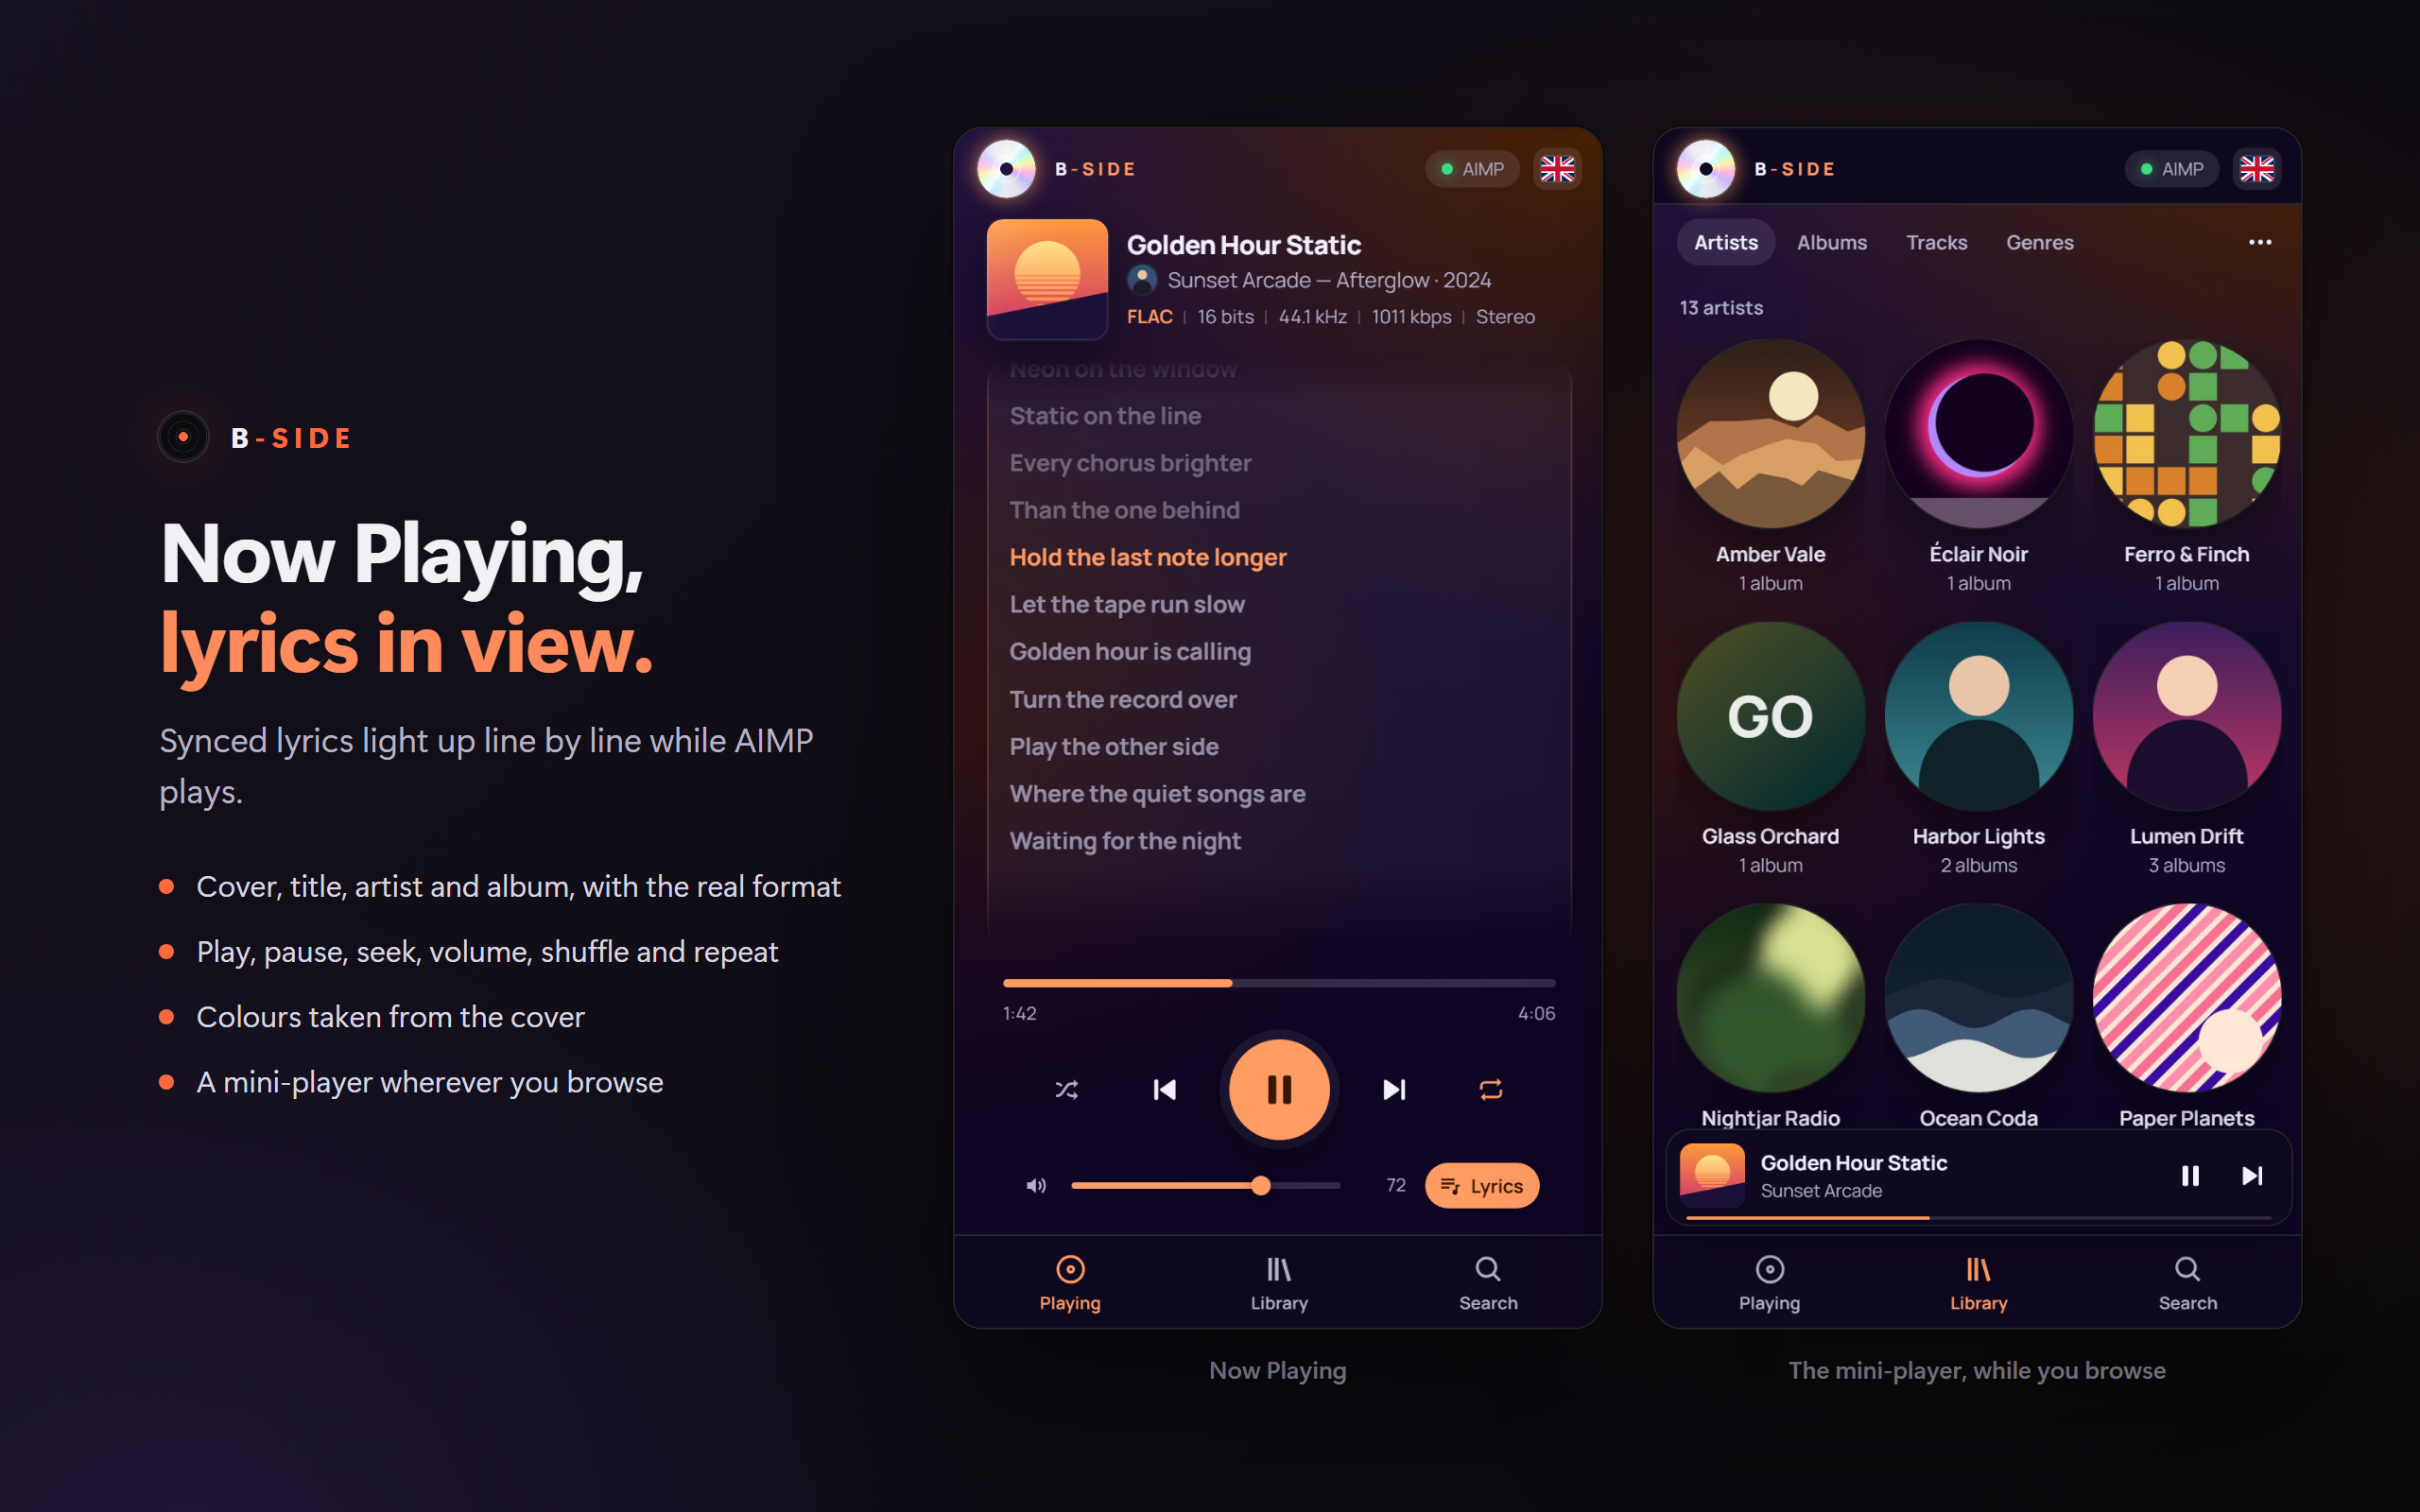 B-SIDE
Now Playing,
lyrics in view.
Synced lyrics light up line by line while AIMP
plays.
Cover, title, artist and album, with the real format
Play, pause, seek, volume, shuffle and repeat
Colours taken from the cover
A mini-player wherever you browse
B-SIDE
AIMP
Golden Hour Static
Sunset Arcade — Afterglow · 2024
FLAC | 16 bits | 44.1 kHz | 1011 kbps | Stereo
Neon on the window
Static on the line
Every chorus brighter
Than the one behind
Hold the last note longer
Let the tape run slow
Golden hour is calling
Turn the record over
Play the other side
Where the quiet songs are
Waiting for the night
1:42 4:06
72 Lyrics
Playing Library Search
Now Playing
B-SIDE
AIMP
Artists Albums Tracks Genres
13 artists
Amber Vale Éclair Noir Ferro & Finch
1 album 1 album 1 album
GO
Glass Orchard Harbor Lights Lumen Drift
1 album 2 albums 3 albums
Nightjar Radio Ocean Coda Paper Planets
Golden Hour Static
Sunset Arcade
Playing Library Search
The mini-player, while you browse